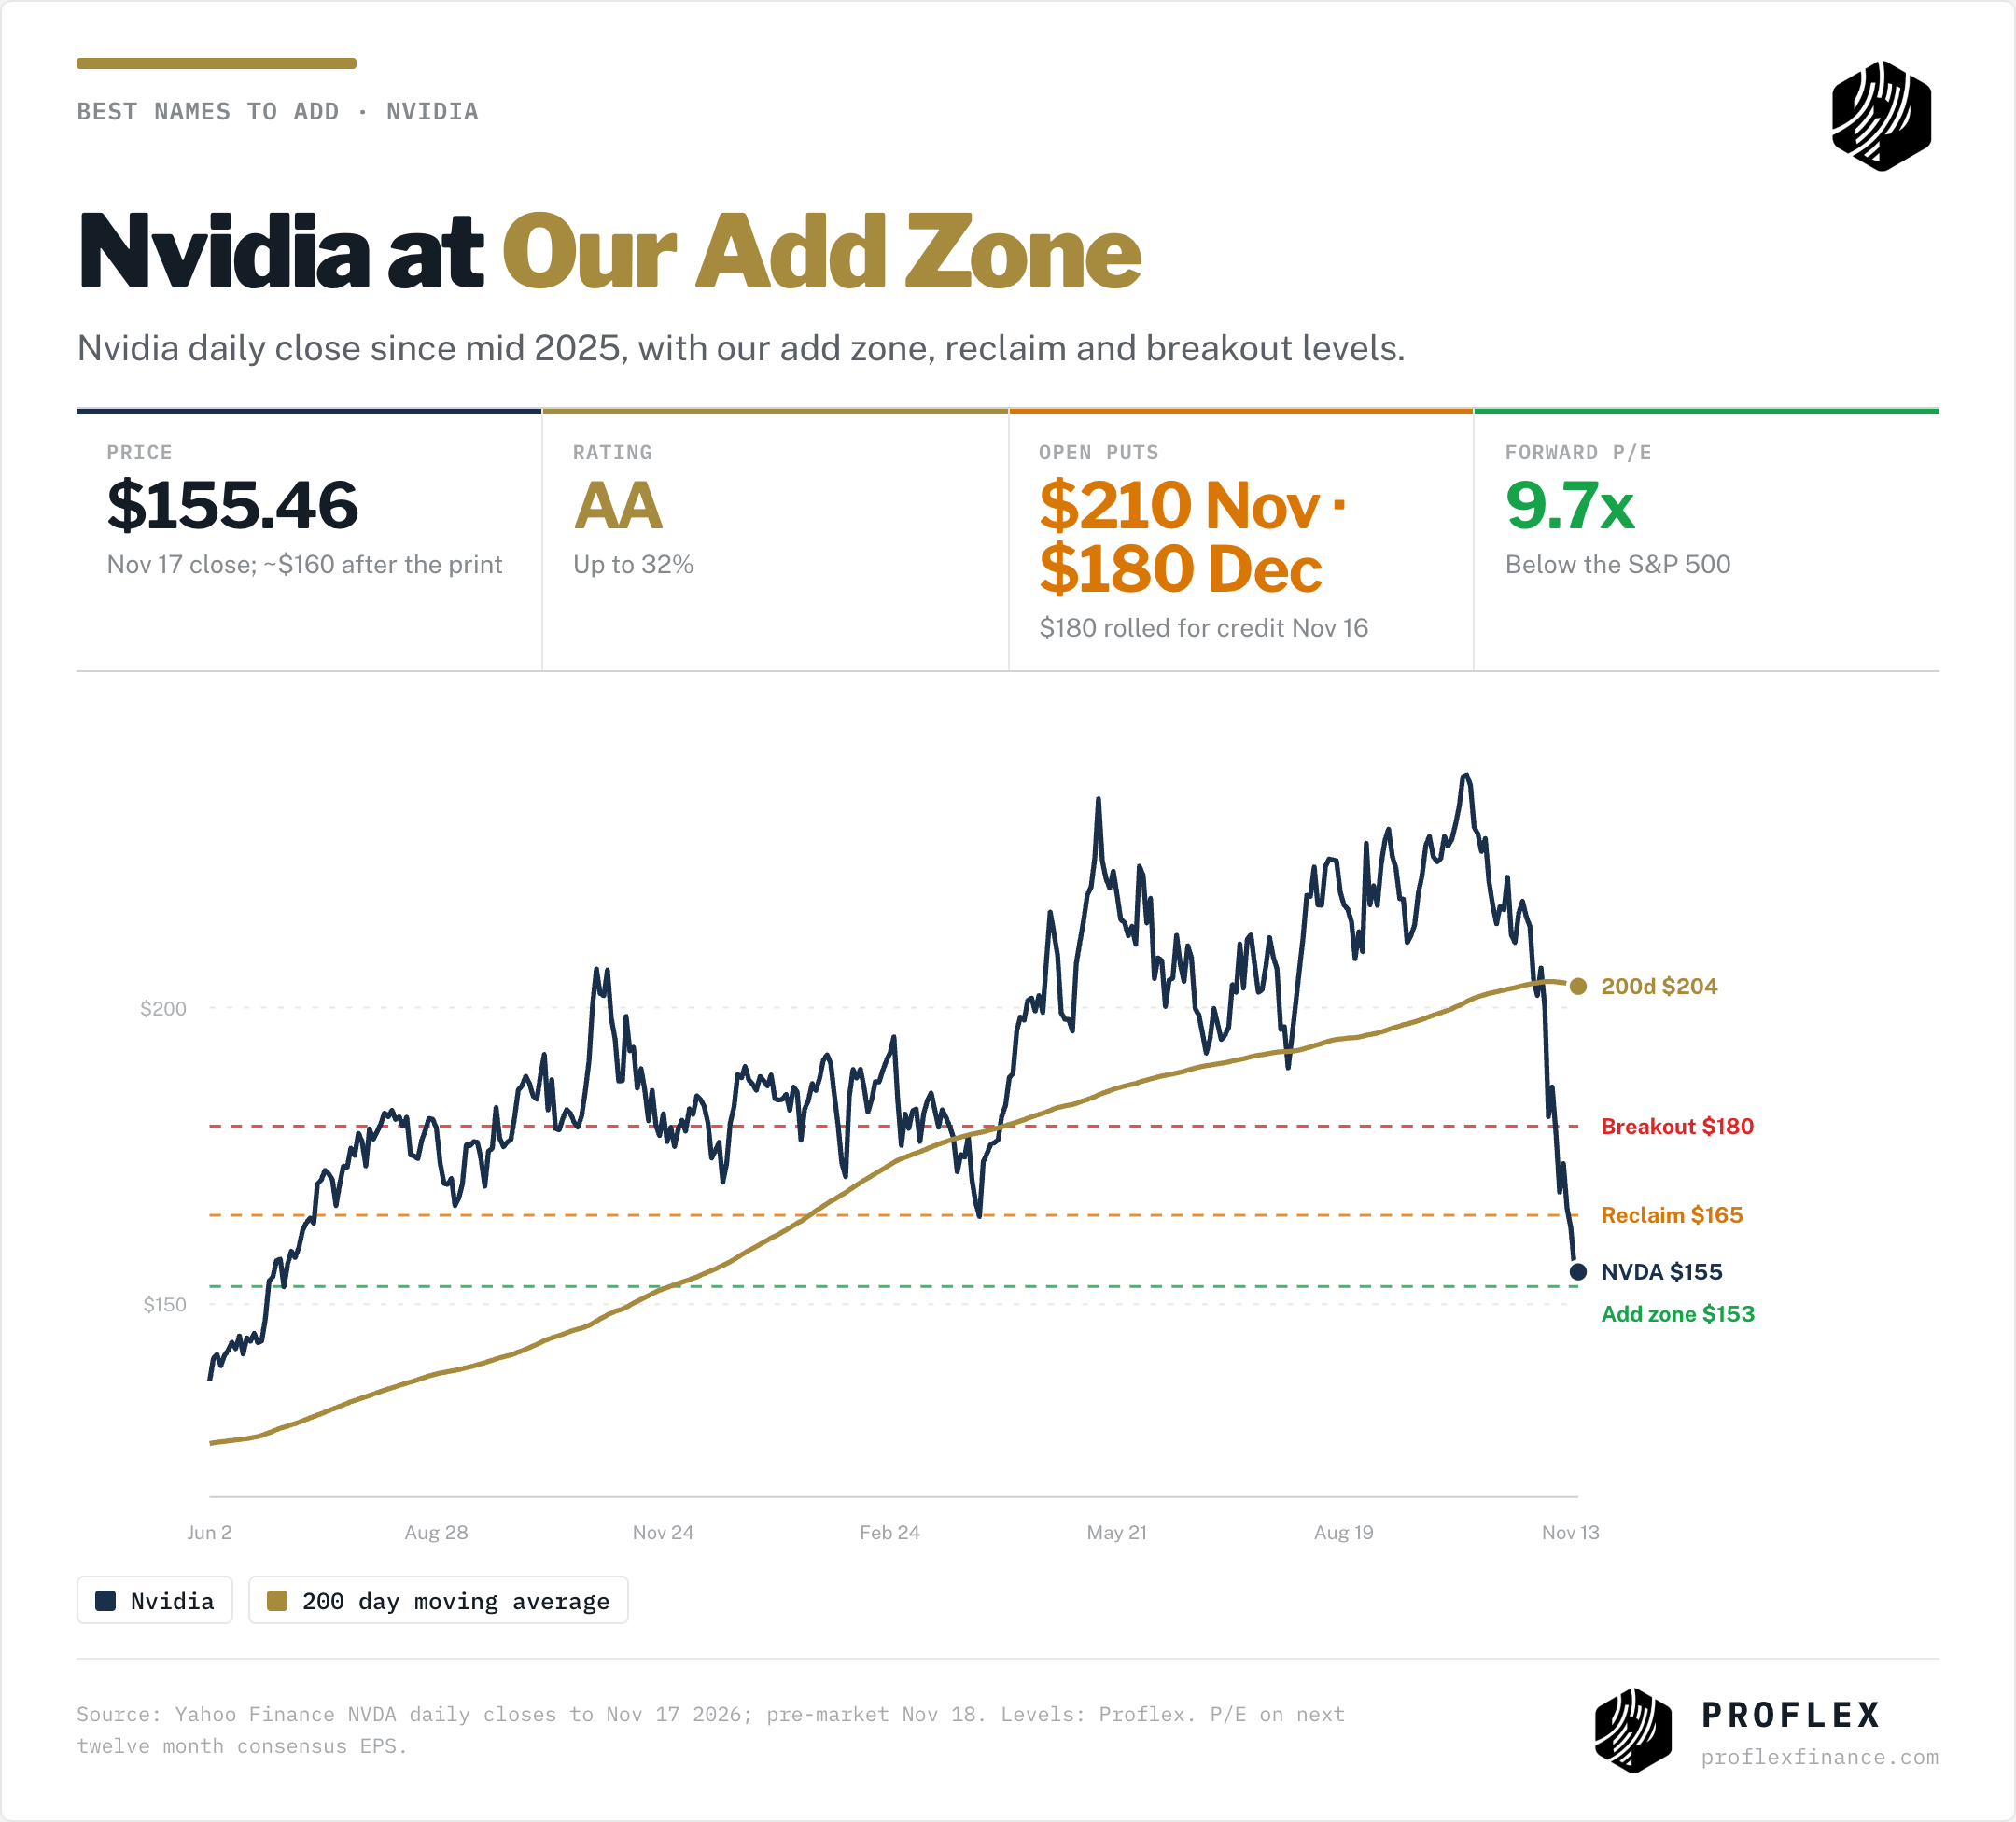 BEST NAMES TO ADD · NVIDIA
Nvidia at Our Add Zone
Nvidia daily close since mid 2025, with our add zone, reclaim and breakout levels.
PRICE
$155.46
Nov 17 close; ~$160 after the print
RATING
AA
Up to 32%
OPEN PUTS
$210 Nov ·
$180 Dec
$180 rolled for credit Nov 16
FORWARD P/E
9.7x
Below the S&P 500
$200
$150
200d $204
Breakout $180
Reclaim $165
NVDA $155
Add zone $153
Jun 2
Aug 28
Nov 24
Feb 24
May 21
Aug 19
Nov 13
Nvidia
200 day moving average
Source: Yahoo Finance NVDA daily closes to Nov 17 2026; pre-market Nov 18. Levels: Proflex. P/E on next
twelve month consensus EPS.
PROFLEX
proflexfinance.com